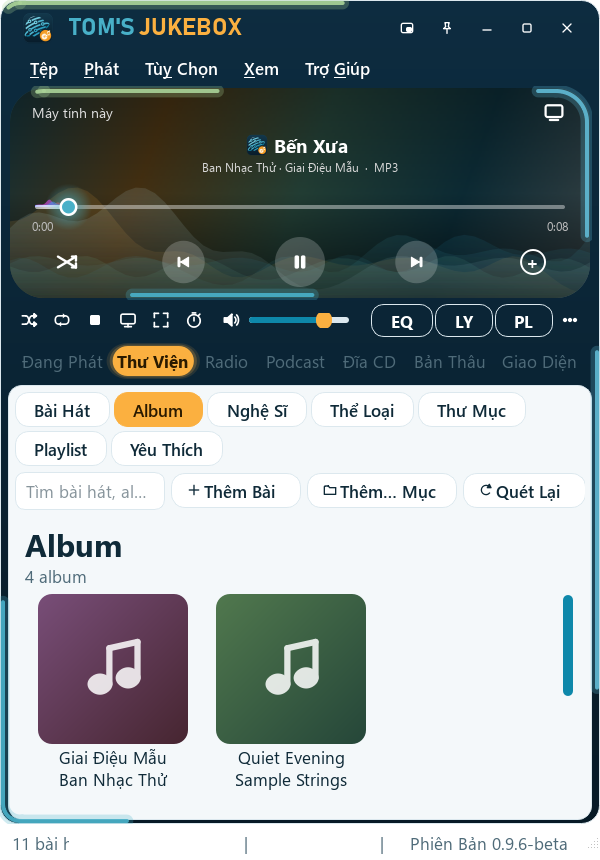 TOM'S JUKEBOX
Tệp Phát Tùy Chọn Xem Trợ Giúp
Máy tính này
Bến Xưa
Ban Nhạc Thử · Giai Điệu Mẫu · MP3
0:00 0:08
EQ LY PL
Đang Phát Thư Viện Radio Podcast Đĩa CD Bản Thâu Giao Diện
Bài Hát Album Nghệ Sĩ Thể Loại Thư Mục
Playlist Yêu Thích
Tìm bài hát, al... Thêm Bài Thêm... Mục Quét Lại
Album
4 album
Giai Điệu Mẫu Quiet Evening
Ban Nhạc Thử Sample Strings
11 bài | | Phiên Bản 0.9.6-beta